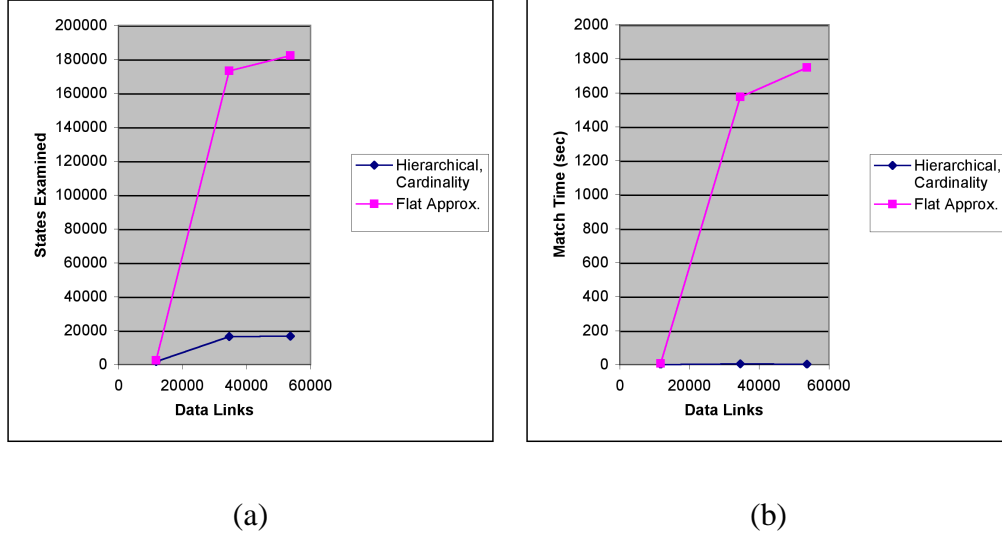 200000
180000
160000
140000
120000
100000
80000
60000
40000
20000
0
States Examined
0 20000 40000 60000
Data Links
Hierarchical,
Cardinality
Flat Approx.
(a)
2000
1800
1600
1400
1200
1000
800
600
400
200
0
Match Time (sec)
0 20000 40000 60000
Data Links
Hierarchical,
Cardinality
Flat Approx.
(b)